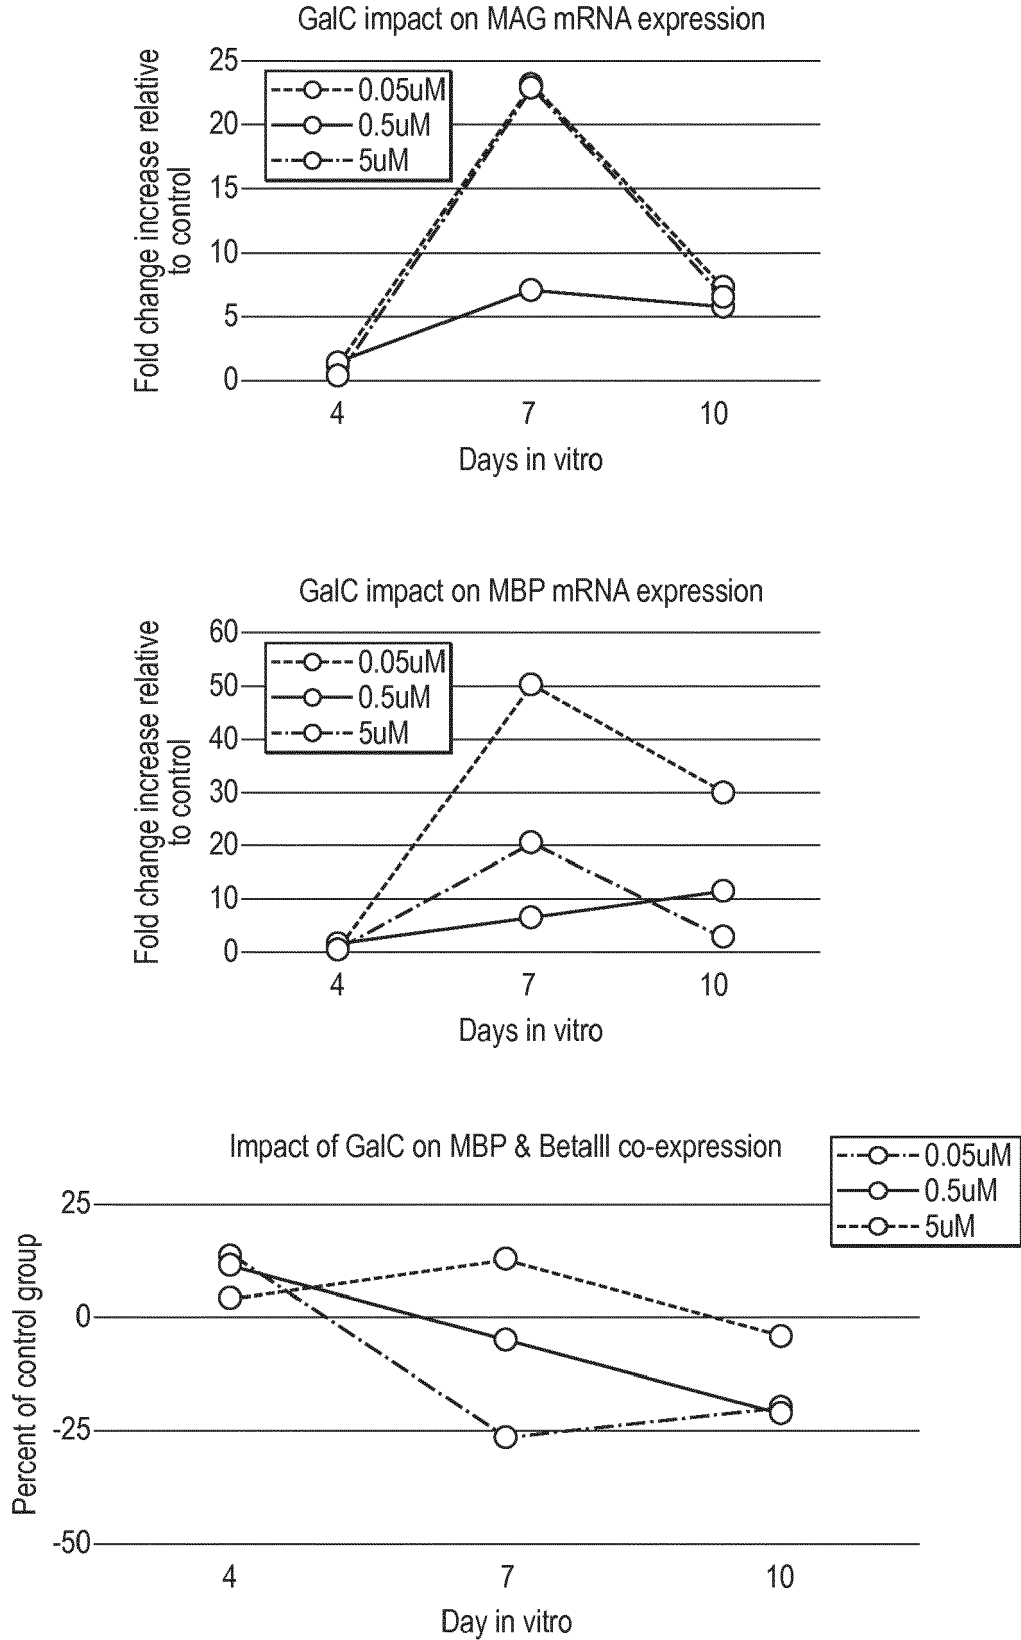 GalC impact on MAG mRNA expression
Fold change increase relative
to control
25
20
15
10
5
0
0.05uM
0.5uM
5uM
4 7 10
Days in vitro
GalC impact on MBP mRNA expression
Fold change increase relative
to control
60
50
40
30
20
10
0
0.05uM
0.5uM
5uM
4 7 10
Days in vitro
Impact of GalC on MBP & BetaIII co-expression
0.05uM
0.5uM
5uM
Percent of control group
25
0
-25
-50
4 7 10
Day in vitro